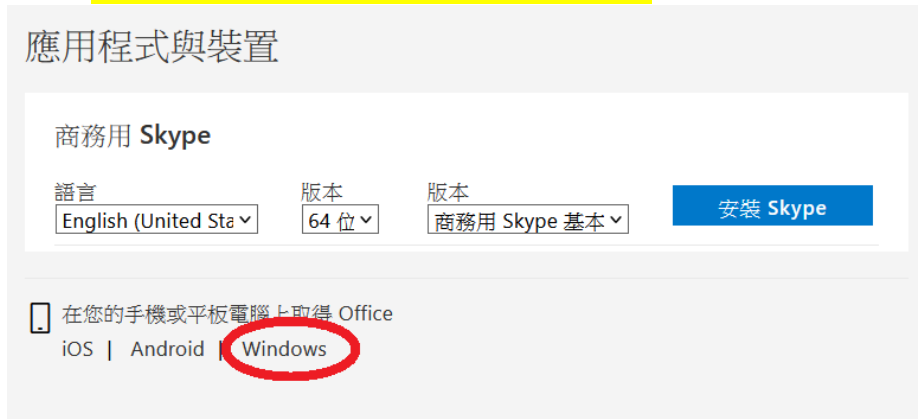 應用程式與裝置
商務用 Skype
語言 版本 版本
English (United Sta 64 位 商務用 Skype 基本 安裝 Skype
在您的手機或平板電腦上取得 Office
iOS | Android | Windows